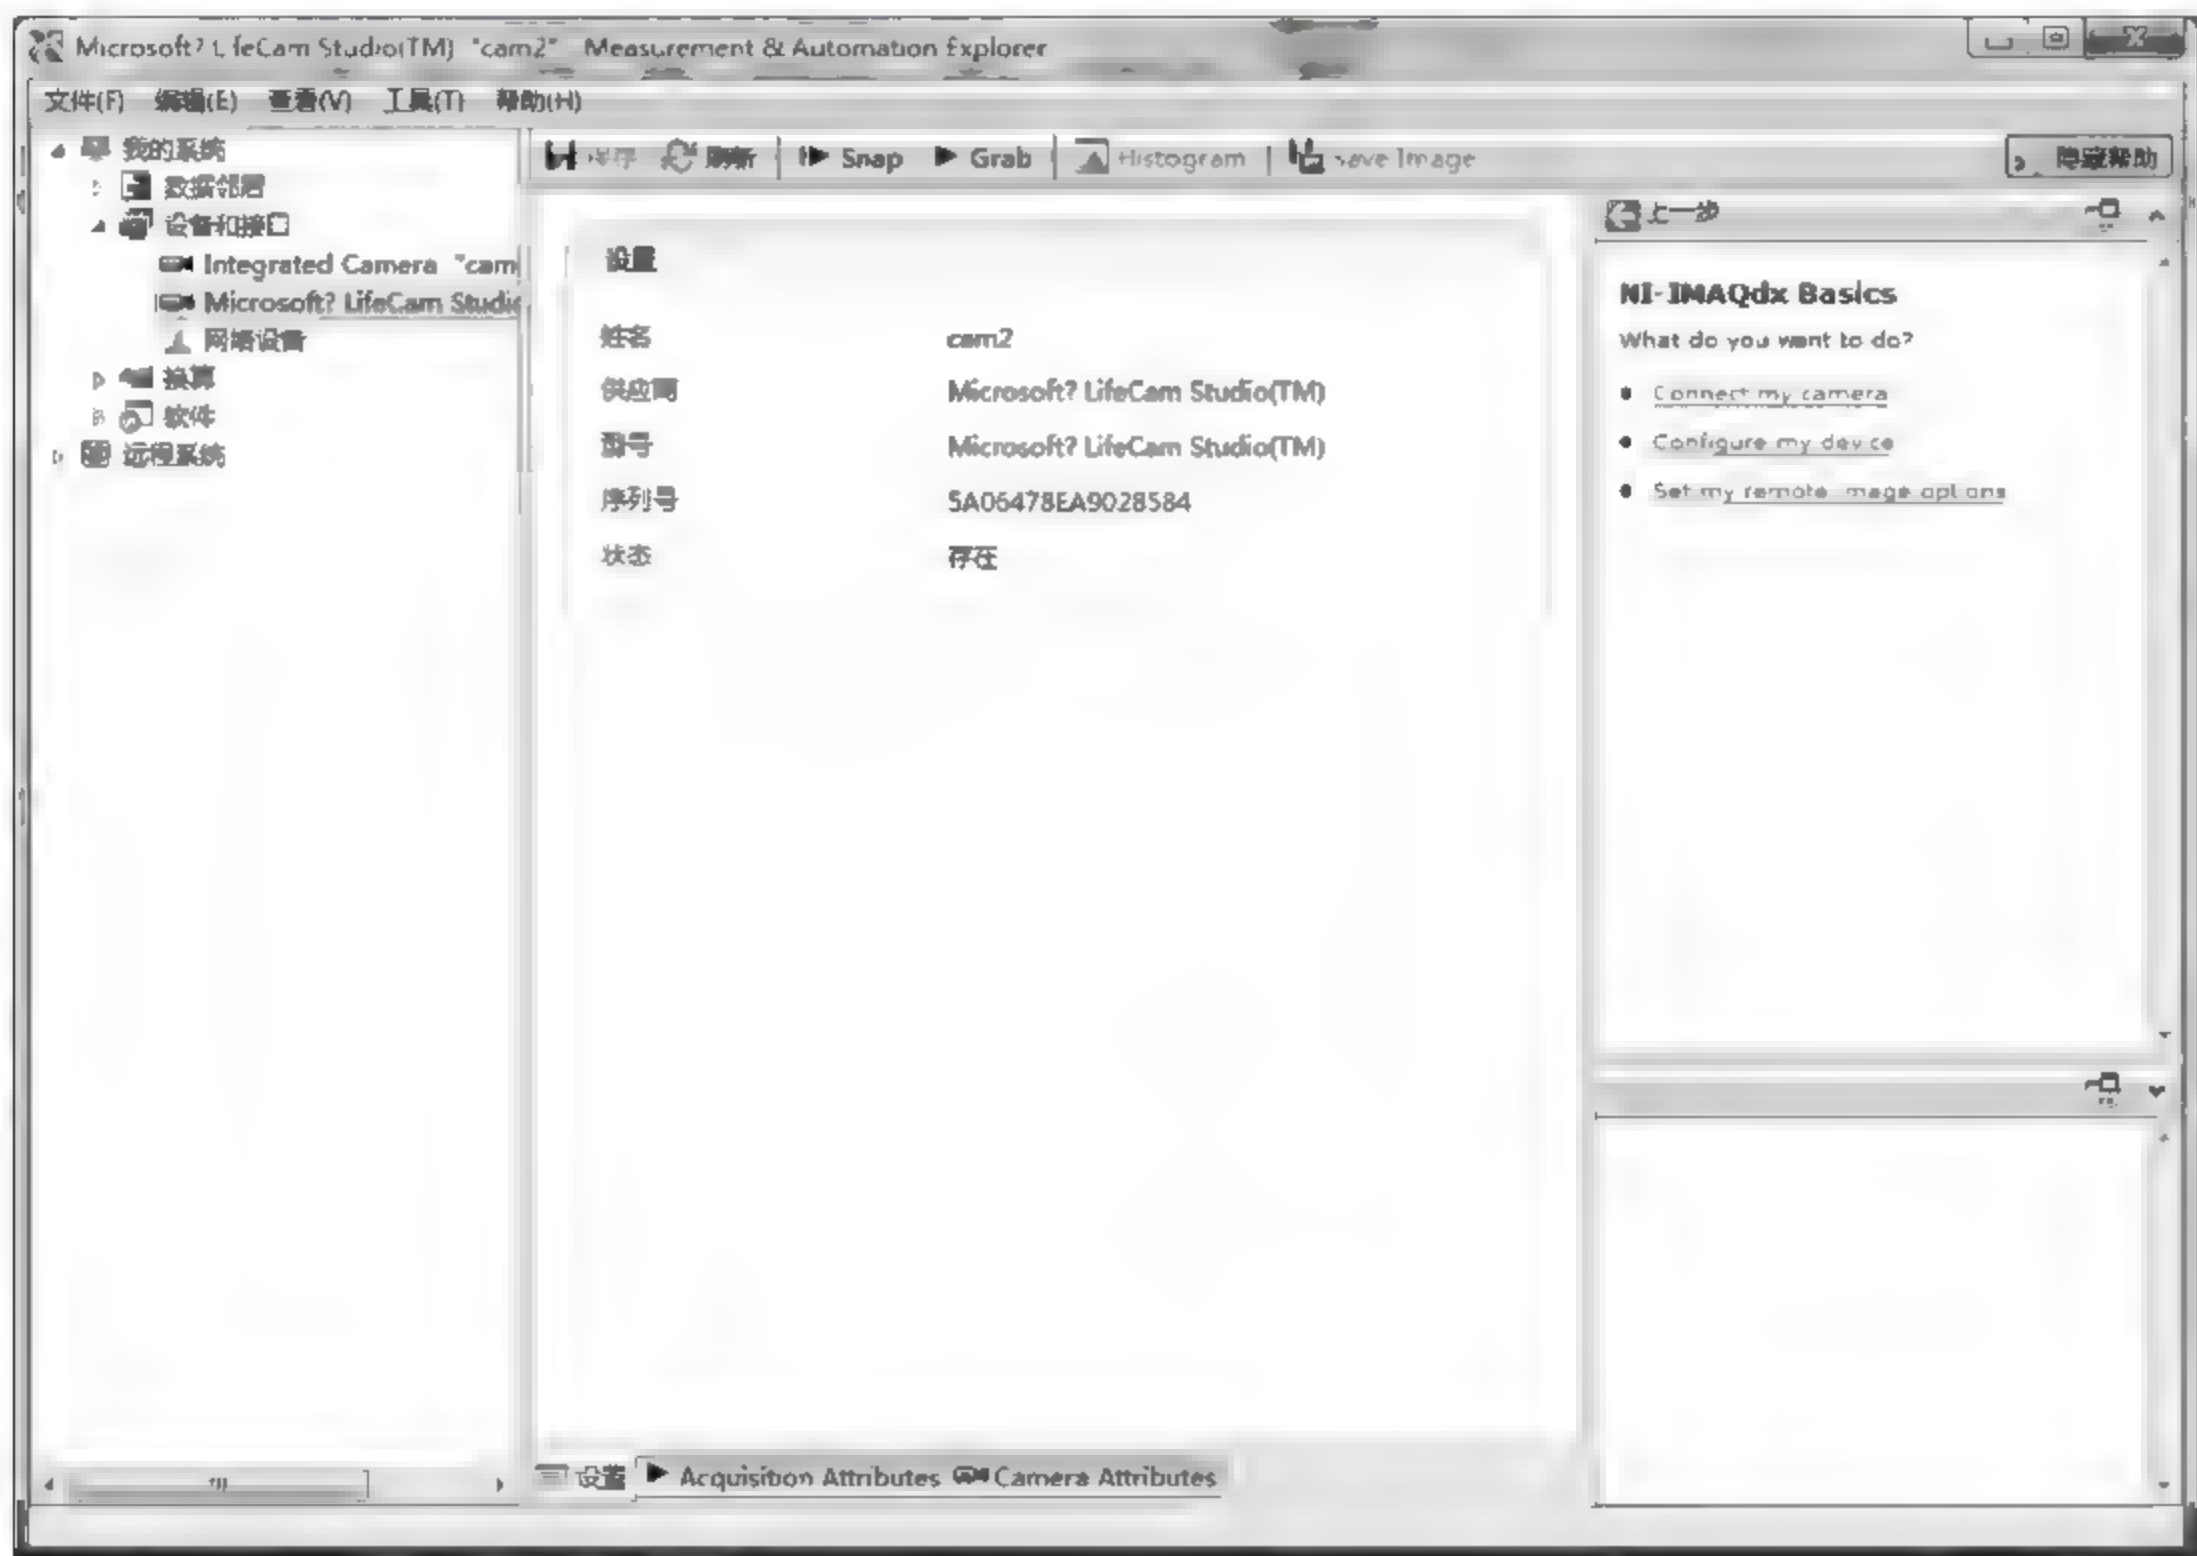 Microsoft? LifeCam Studio(TM) "cam2" Measurement & Automation Explorer
文件(F) 编辑(E) 查看(V) 工具(T) 帮助(H)
我的系统
数据邻居
设备和接口
Integrated Camera "cam
Microsoft? LifeCam Studio
网络设备
换算
软件
远程系统
保存 刷新 Snap Grab Histogram Save Image 隐藏帮助
设置
姓名 cam2
供应商 Microsoft? LifeCam Studio(TM)
型号 Microsoft? LifeCam Studio(TM)
序列号 5A06478EA9028584
状态 存在
上一步
NI-IMAQdx Basics
What do you want to do?
Connect my camera
Configure my device
Set my remote image options
设置 Acquisition Attributes Camera Attributes